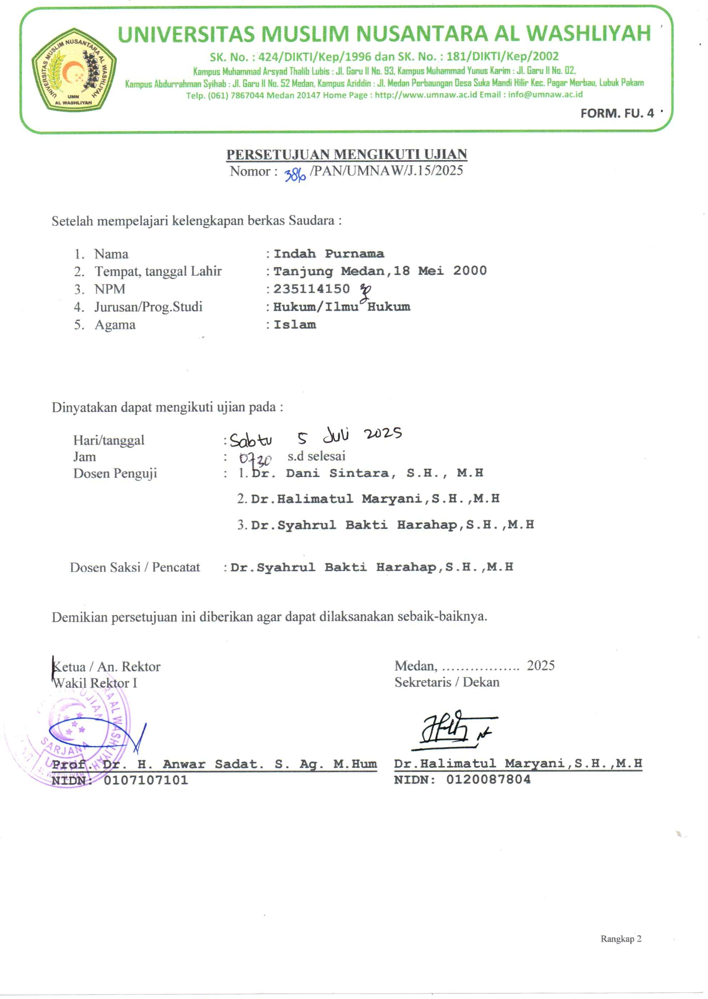 UNIVERSITAS MUSLIM NUSANTARA AL WASHLIYAH
UMN
AL WASHLIYAH
UNIVERSITAS MUSLIM NUSANTARA AL WASHLIYAH
SK. No. : 424/DIKTI/Kep/1996 dan SK. No. : 181/DIKTI/Kep/2002
Kampus Muhammad Arsyad Thalib Lubis : Jl. Garu II No. 93, Kampus Muhammad Yunus Karim : Jl. Garu II No. 02,
Kampus Abdurrahman Syihab : Jl. Garu II No. 52 Medan, Kampus Aziddin : Jl. Medan Perbaungan Desa Suka Mandi Hilir Kec. Pagar Merbau, Lubuk Pakam
Telp. (061) 7867044 Medan 20147 Home Page : http://www.umnaw.ac.id Email : info@umnaw.ac.id
FORM. FU. 4
PERSETUJUAN MENGIKUTI UJIAN
Nomor : 386 /PAN/UMNAW/J.15/2025
Setelah mempelajari kelengkapan berkas Saudara :
1. Nama : Indah Purnama
2. Tempat, tanggal Lahir : Tanjung Medan,18 Mei 2000
3. NPM : 235114150
4. Jurusan/Prog.Studi : Hukum/Ilmu Hukum
5. Agama : Islam
Dinyatakan dapat mengikuti ujian pada :
Hari/tanggal : Sabtu 5 Juli 2025
Jam : 0730 s.d selesai
Dosen Penguji : 1. Dr. Dani Sintara, S.H., M.H
2. Dr.Halimatul Maryani,S.H.,M.H
3. Dr.Syahrul Bakti Harahap,S.H.,M.H
Dosen Saksi / Pencatat : Dr.Syahrul Bakti Harahap,S.H.,M.H
Demikian persetujuan ini diberikan agar dapat dilaksanakan sebaik-baiknya.
Ketua / An. Rektor
Wakil Rektor I
Medan, ................. 2025
Sekretaris / Dekan
UJIAN
SARJANA
AL WASHLIYAH
Prof. Dr. H. Anwar Sadat. S. Ag. M.Hum
NIDN: 0107107101
Dr.Halimatul Maryani,S.H.,M.H
NIDN: 0120087804
Rangkap 2